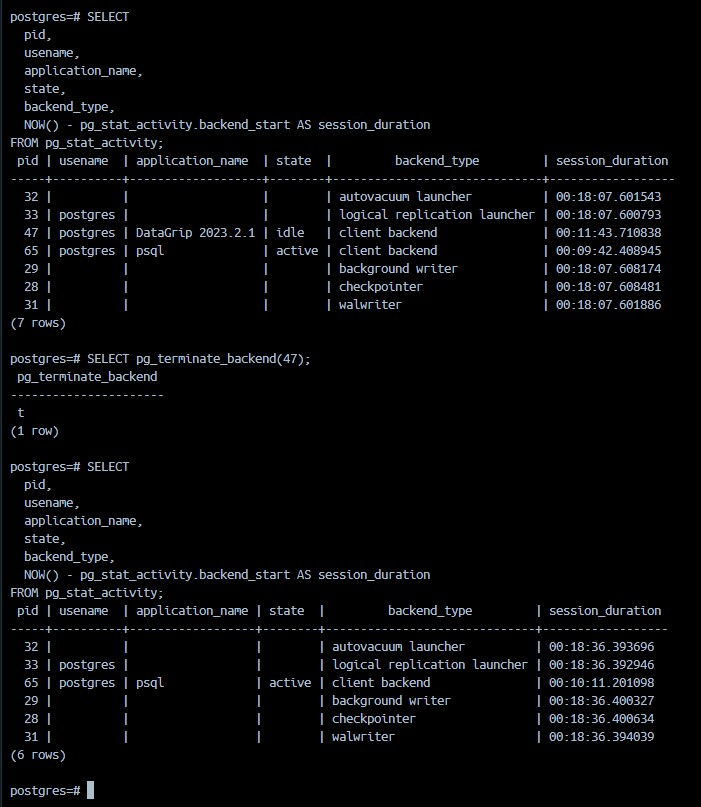 postgres=# SELECT
  pid,
  usename,
  application_name,
  state,
  backend_type,
  NOW() - pg_stat_activity.backend_start AS session_duration
FROM pg_stat_activity;
 pid | usename  | application_name  | state  |         backend_type         | session_duration
-----+----------+-------------------+--------+------------------------------+------------------
  32 |          |                   |        | autovacuum launcher          | 00:18:07.601543
  33 | postgres |                   |        | logical replication launcher | 00:18:07.600793
  47 | postgres | DataGrip 2023.2.1 | idle   | client backend               | 00:11:43.710838
  65 | postgres | psql              | active | client backend               | 00:09:42.408945
  29 |          |                   |        | background writer            | 00:18:07.608174
  28 |          |                   |        | checkpointer                 | 00:18:07.608481
  31 |          |                   |        | walwriter                    | 00:18:07.601886
(7 rows)

postgres=# SELECT pg_terminate_backend(47);
 pg_terminate_backend
----------------------
 t
(1 row)

postgres=# SELECT
  pid,
  usename,
  application_name,
  state,
  backend_type,
  NOW() - pg_stat_activity.backend_start AS session_duration
FROM pg_stat_activity;
 pid | usename  | application_name | state  |         backend_type         | session_duration
-----+----------+------------------+--------+------------------------------+------------------
  32 |          |                  |        | autovacuum launcher          | 00:18:36.393696
  33 | postgres |                  |        | logical replication launcher | 00:18:36.392946
  65 | postgres | psql             | active | client backend               | 00:10:11.201098
  29 |          |                  |        | background writer            | 00:18:36.400327
  28 |          |                  |        | checkpointer                 | 00:18:36.400634
  31 |          |                  |        | walwriter                    | 00:18:36.394039
(6 rows)

postgres=#